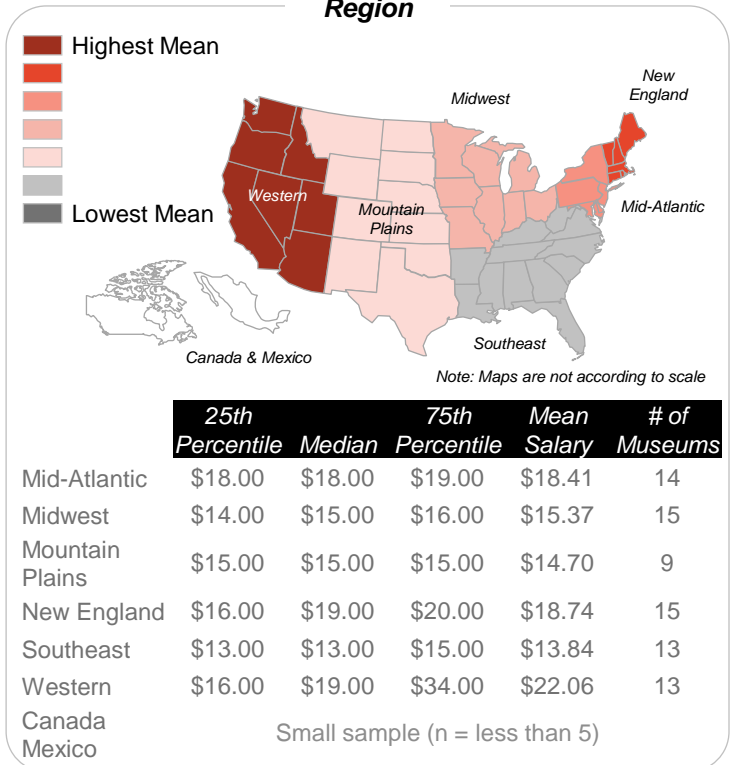 Region
Highest Mean
New
England
Midwest
Western
Mountain
Plains
Mid-Atlantic
Lowest Mean
Southeast
Canada & Mexico
Note: Maps are not according to scale
25th Percentile Median 75th Percentile Mean Salary # of Museums
Mid-Atlantic $18.00 $18.00 $19.00 $18.41 14
Midwest $14.00 $15.00 $16.00 $15.37 15
Mountain Plains $15.00 $15.00 $15.00 $14.70 9
New England $16.00 $19.00 $20.00 $18.74 15
Southeast $13.00 $13.00 $15.00 $13.84 13
Western $16.00 $19.00 $34.00 $22.06 13
Canada Mexico Small sample (n = less than 5)